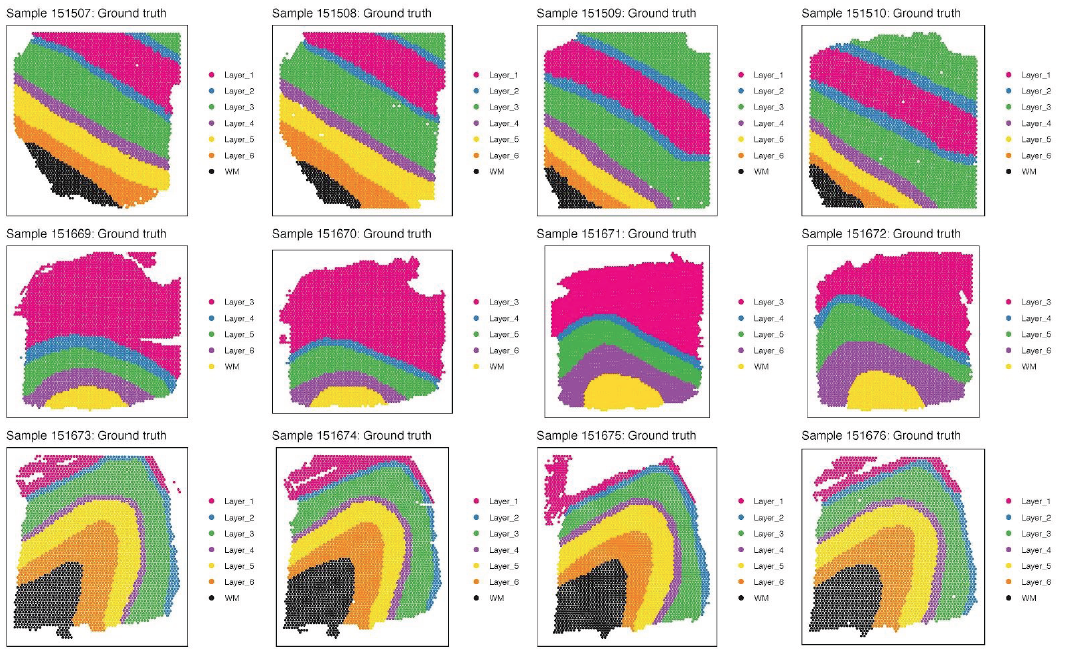 Sample 151507: Ground truth
Layer_1
Layer_2
Layer_3
Layer_4
Layer_5
Layer_6
WM
Sample 151508: Ground truth
Layer_1
Layer_2
Layer_3
Layer_4
Layer_5
Layer_6
WM
Sample 151509: Ground truth
Layer_1
Layer_2
Layer_3
Layer_4
Layer_5
Layer_6
WM
Sample 151510: Ground truth
Layer_1
Layer_2
Layer_3
Layer_4
Layer_5
Layer_6
WM
Sample 151669: Ground truth
Layer_3
Layer_4
Layer_5
Layer_6
WM
Sample 151670: Ground truth
Layer_3
Layer_4
Layer_5
Layer_6
WM
Sample 151671: Ground truth
Layer_3
Layer_4
Layer_5
Layer_6
WM
Sample 151672: Ground truth
Layer_3
Layer_4
Layer_5
Layer_6
WM
Sample 151673: Ground truth
Layer_1
Layer_2
Layer_3
Layer_4
Layer_5
Layer_6
WM
Sample 151674: Ground truth
Layer_1
Layer_2
Layer_3
Layer_4
Layer_5
Layer_6
WM
Sample 151675: Ground truth
Layer_1
Layer_2
Layer_3
Layer_4
Layer_5
Layer_6
WM
Sample 151676: Ground truth
Layer_1
Layer_2
Layer_3
Layer_4
Layer_5
Layer_6
WM